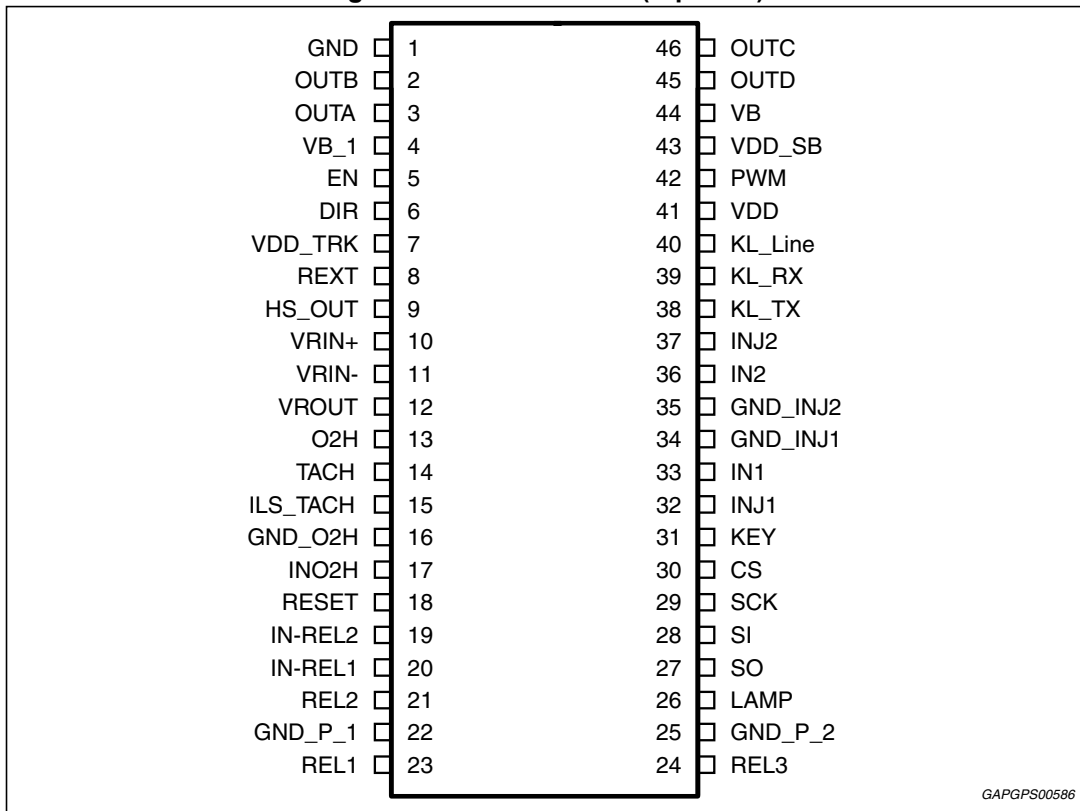 GND 1 46 OUTC
OUTB 2 45 OUTD
OUTA 3 44 VB
VB_1 4 43 VDD_SB
EN 5 42 PWM
DIR 6 41 VDD
VDD_TRK 7 40 KL_Line
REXT 8 39 KL_RX
HS_OUT 9 38 KL_TX
VRIN+ 10 37 INJ2
VRIN- 11 36 IN2
VROUT 12 35 GND_INJ2
O2H 13 34 GND_INJ1
TACH 14 33 IN1
ILS_TACH 15 32 INJ1
GND_O2H 16 31 KEY
INO2H 17 30 CS
RESET 18 29 SCK
IN-REL2 19 28 SI
IN-REL1 20 27 SO
REL2 21 26 LAMP
GND_P_1 22 25 GND_P_2
REL1 23 24 REL3
GAPGPS00586